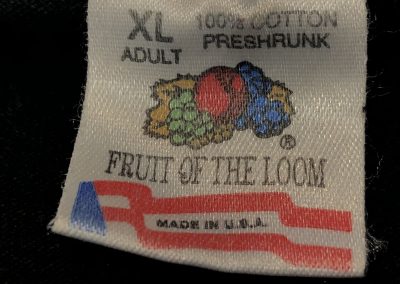 XL 100% COTTON
ADULT PRESHRUNK
®
FRUIT OF THE LOOM
MADE IN U.S.A.